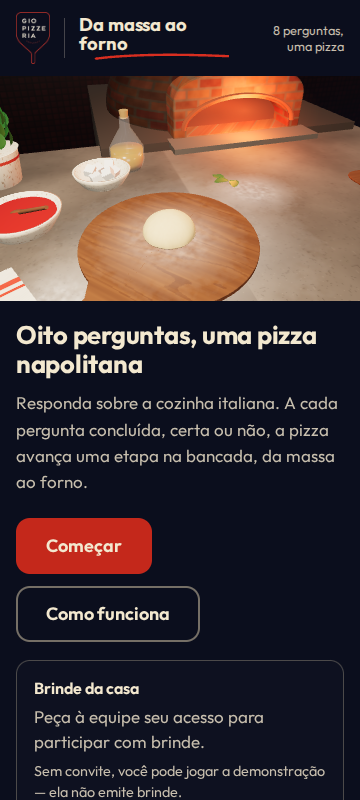 GIO
PIZZE
RIA
Da massa ao
forno
8 perguntas,
uma pizza
Oito perguntas, uma pizza
napolitana
Responda sobre a cozinha italiana. A cada
pergunta concluída, certa ou não, a pizza
avança uma etapa na bancada, da massa
ao forno.
Começar
Como funciona
Brinde da casa
Peça à equipe seu acesso para
participar com brinde.
Sem convite, você pode jogar a demonstração
— ela não emite brinde.